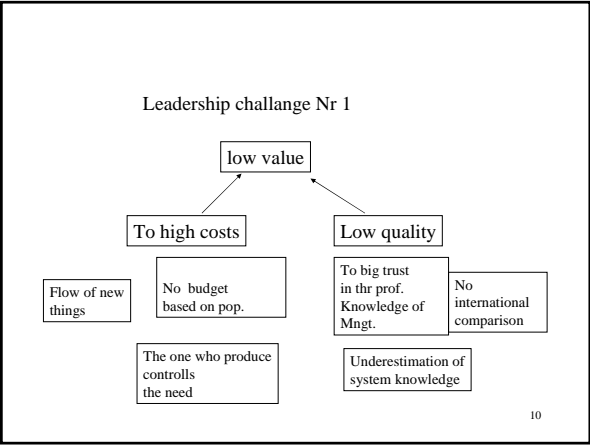 Leadership challange Nr 1
low value
To high costs
Low quality
Flow of new
things
No budget
based on pop.
To big trust
in thr prof.
Knowledge of
Mngt.
No
international
comparison
The one who produce
controlls
the need
Underestimation of
system knowledge
10